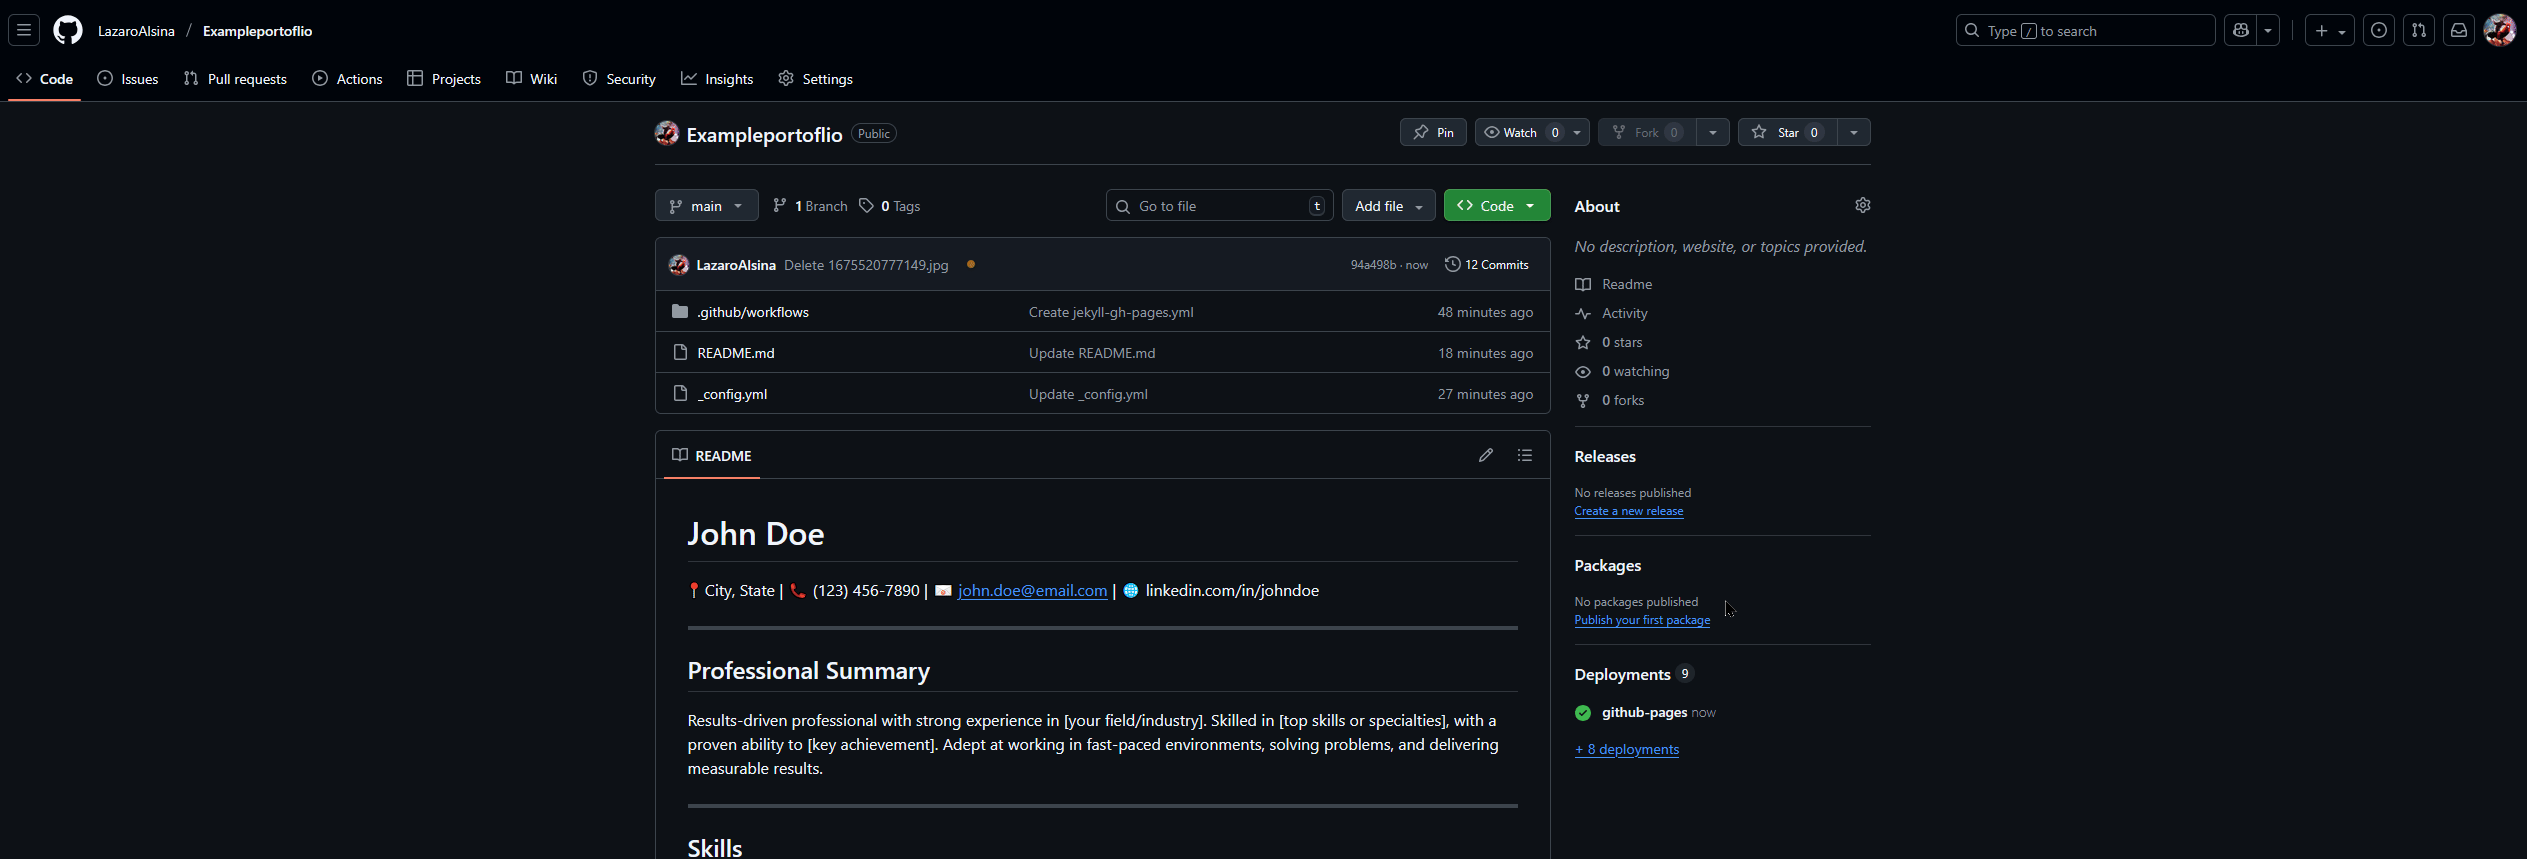 LazaroAlsina / Exampleportoflio
Type / to search
Code Issues Pull requests Actions Projects Wiki Security Insights Settings
Exampleportoflio Public
Pin Watch 0 Fork 0 Star 0
main 1 Branch 0 Tags
Go to file t Add file Code
LazaroAlsina Delete 1675520777149.jpg 94a498b · now 12 Commits
.github/workflows Create jekyll-gh-pages.yml 48 minutes ago
README.md Update README.md 18 minutes ago
_config.yml Update _config.yml 27 minutes ago
README
John Doe
City, State | (123) 456-7890 | john.doe@email.com | linkedin.com/in/johndoe
Professional Summary
Results-driven professional with strong experience in [your field/industry]. Skilled in [top skills or specialties], with a
proven ability to [key achievement]. Adept at working in fast-paced environments, solving problems, and delivering
measurable results.
Skills
About
No description, website, or topics provided.
Readme
Activity
0 stars
0 watching
0 forks
Releases
No releases published
Create a new release
Packages
No packages published
Publish your first package
Deployments 9
github-pages now
+ 8 deployments